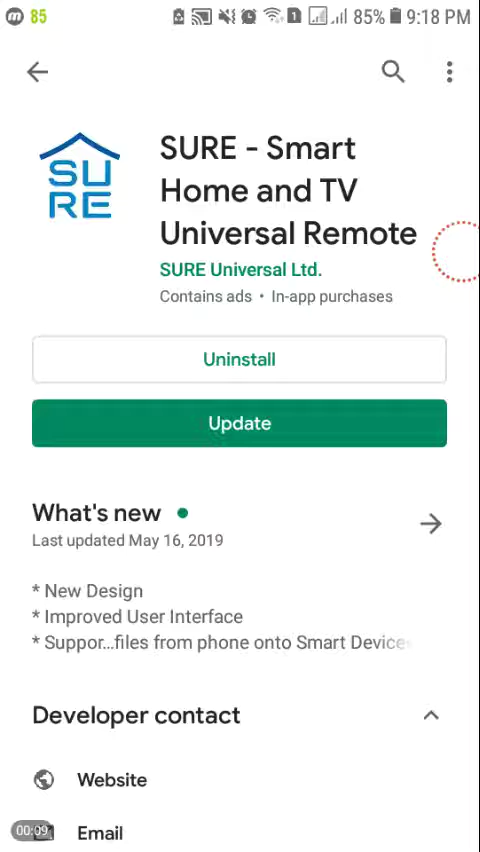 85
1
85%
9:18 PM
SU
RE
SURE - Smart
Home and TV
Universal Remote
SURE Universal Ltd.
Contains ads • In-app purchases
Uninstall
Update
What's new
Last updated May 16, 2019
* New Design
* Improved User Interface
* Suppor...files from phone onto Smart Device
Developer contact
Website
00:09
Email